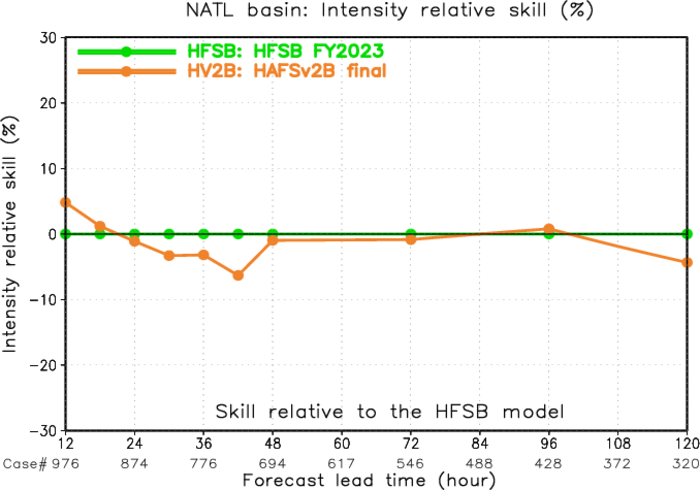 NATL basin: Intensity relative skill (%)
HFSB: HFSB FY2023
HV2B: HAFSv2B final
Intensity relative skill (%)
30
20
10
0
−10
−20
−30
Skill relative to the HFSB model
12 24 36 48 60 72 84 96 108 120
Case# 976 874 776 694 617 546 488 428 372 320
Forecast lead time (hour)